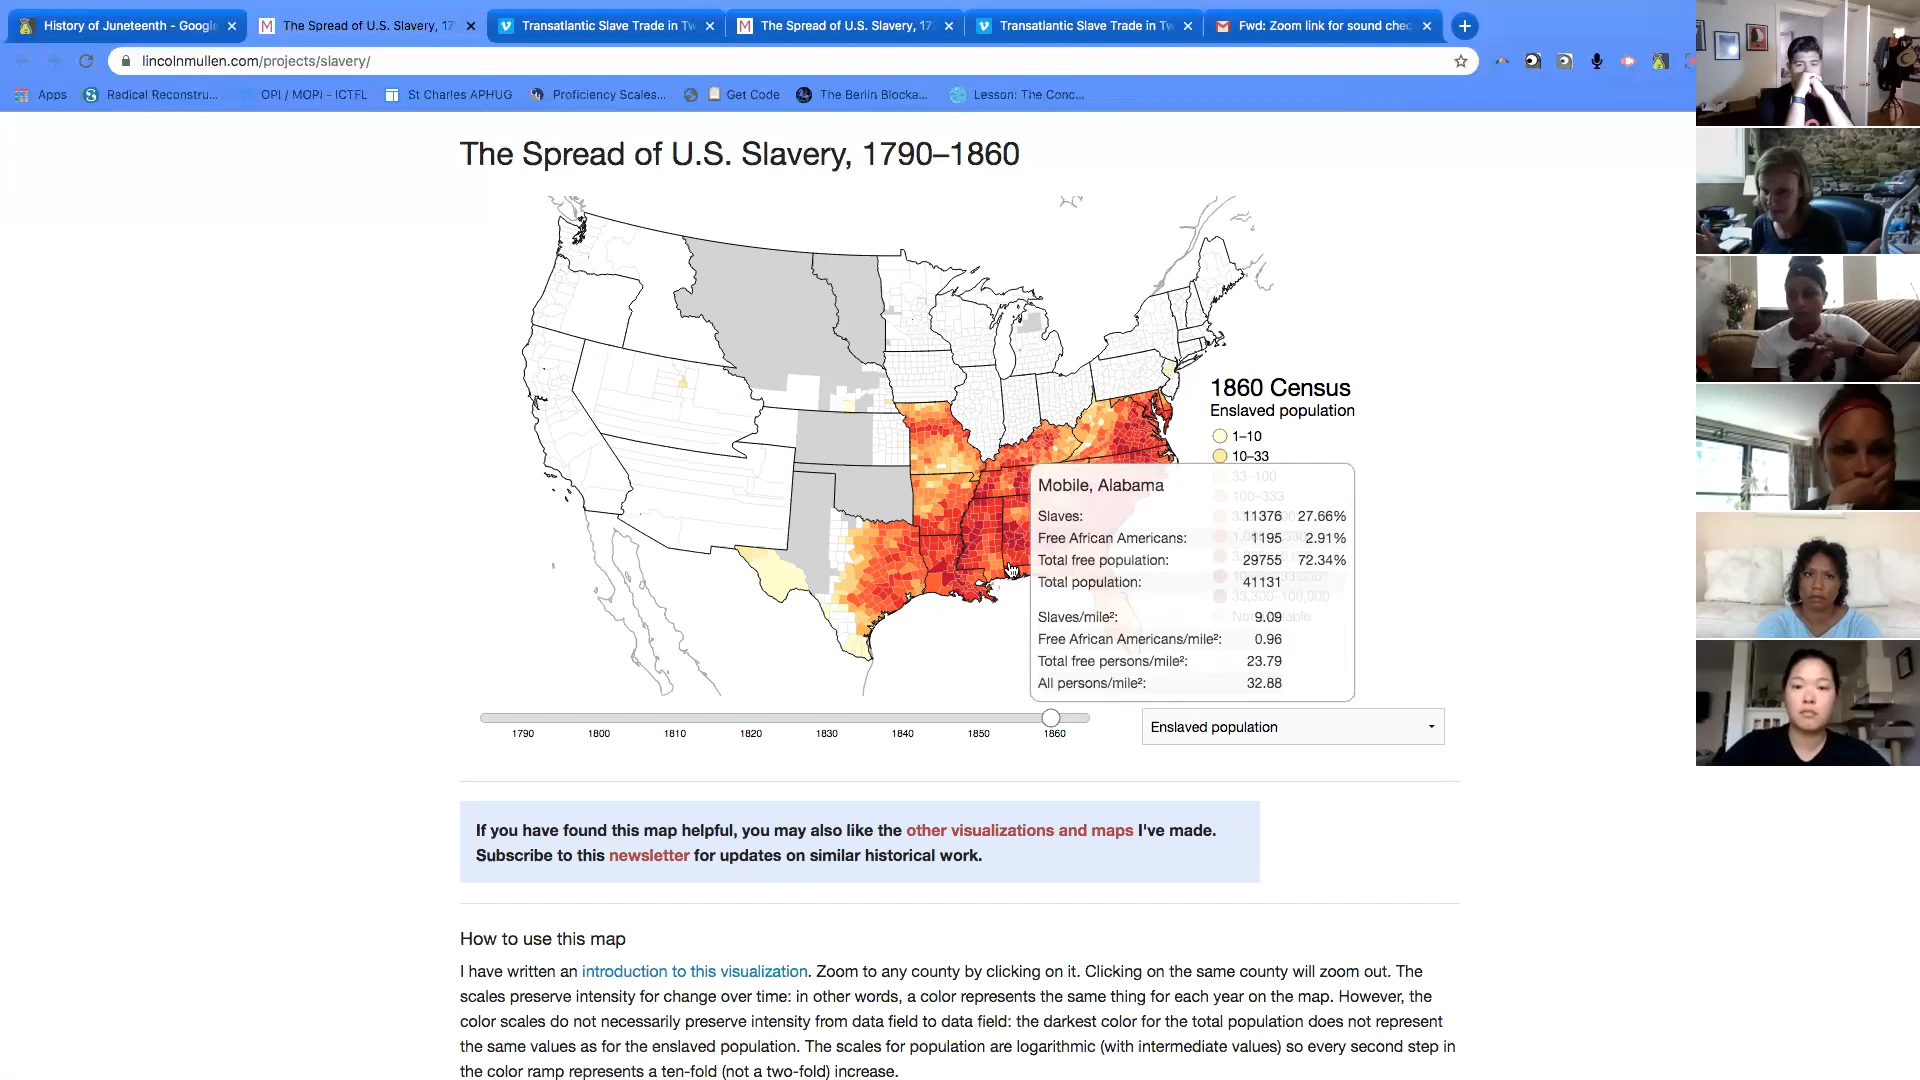 History of Juneteenth - Google
The Spread of U.S. Slavery, 17
Transatlantic Slave Trade in Tw
The Spread of U.S. Slavery, 17
Transatlantic Slave Trade in Tw
Fwd: Zoom link for sound chec
lincolnmullen.com/projects/slavery/
Apps
Radical Reconstru...
OPI / MOPI - ICTFL
St Charles APHUG
Proficiency Scales...
Get Code
The Berlin Blocka...
Lesson: The Conc...
The Spread of U.S. Slavery, 1790–1860
1860 Census
Enslaved population
1–10
10–33
33–100
100–333
33,300–100,000
Mobile, Alabama
Slaves: 11376 27.66%
Free African Americans: 1195 2.91%
Total free population: 29755 72.34%
Total population: 41131
Slaves/mile²: 9.09
Free African Americans/mile²: 0.96
Total free persons/mile²: 23.79
All persons/mile²: 32.88
1790 1800 1810 1820 1830 1840 1850 1860
Enslaved population
If you have found this map helpful, you may also like the other visualizations and maps I've made.
Subscribe to this newsletter for updates on similar historical work.
How to use this map
I have written an introduction to this visualization. Zoom to any county by clicking on it. Clicking on the same county will zoom out. The
scales preserve intensity for change over time: in other words, a color represents the same thing for each year on the map. However, the
color scales do not necessarily preserve intensity from data field to data field: the darkest color for the total population does not represent
the same values as for the enslaved population. The scales for population are logarithmic (with intermediate values) so every second step in
the color ramp represents a ten-fold (not a two-fold) increase.